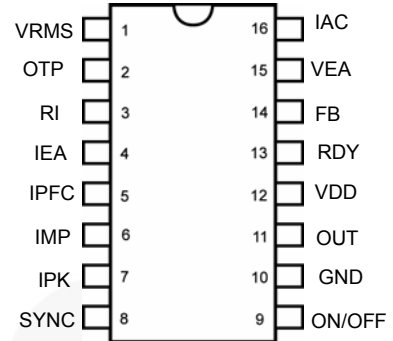 VRMS 1 16 IAC
OTP 2 15 VEA
RI 3 14 FB
IEA 4 13 RDY
IPFC 5 12 VDD
IMP 6 11 OUT
IPK 7 10 GND
SYNC 8 9 ON/OFF